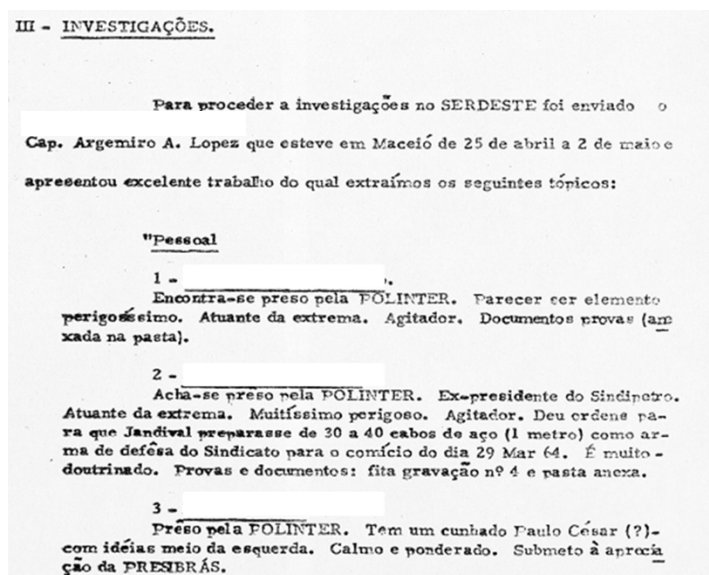 III - INVESTIGAÇÕES.
Para proceder a investigações no SERDESTE foi enviado o
Cap. Argemiro A. Lopez que esteve em Maceió de 25 de abril a 2 de maio e
apresentou excelente trabalho do qual extraímos os seguintes tópicos:
"Pessoal
1 -
Encontra-se preso pela POLINTER. Parecer ser elemento
perigosíssimo. Atuante da extrema. Agitador. Documentos provas (ane
xada na pasta).
2 -
Acha-se preso pela POLINTER. Ex-presidente do Sindipetro.
Atuante da extrema. Muitíssimo perigoso. Agitador. Deu ordens pa-
ra que Jandival preparasse de 30 a 40 cabos de aço (1 metro) como ar-
ma de defesa do Sindicato para o comício do dia 29 Mar 64. É muito -
doutrinado. Provas e documentos: fita gravação nº 4 e pasta anexa.
3 -
Preso pela POLINTER. Tem um cunhado Paulo César (?)-
com idéias meio da esquerda. Calmo e ponderado. Submeto à aprecia
ção da PRESIBRÁS.